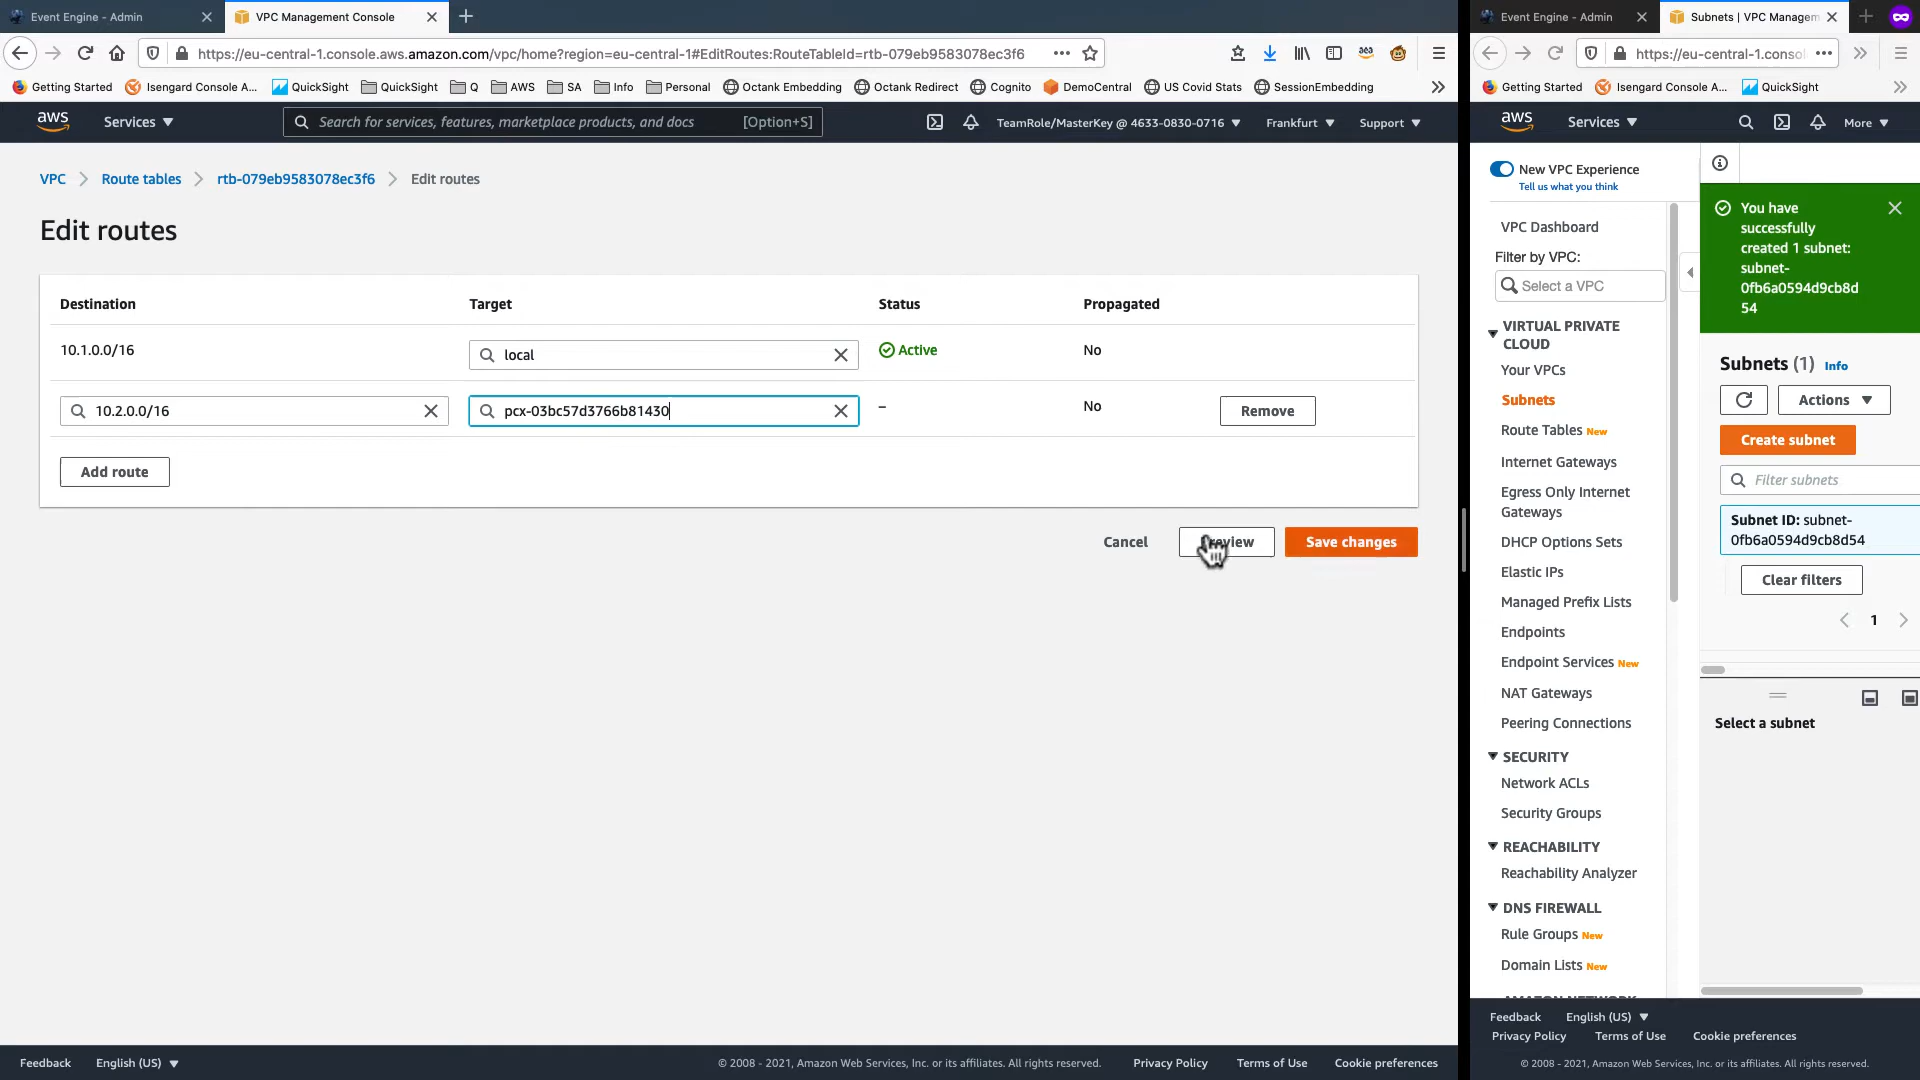 Event Engine - Admin
VPC Management Console
https://eu-central-1.console.aws.amazon.com/vpc/home?region=eu-central-1#EditRoutes:RouteTableId=rtb-079eb9583078ec3f6
Getting Started
Isengard Console A...
QuickSight
QuickSight
Q
AWS
SA
Info
Personal
Octank Embedding
Octank Redirect
Cognito
DemoCentral
US Covid Stats
SessionEmbedding
aws
Services
Search for services, features, marketplace products, and docs
[Option+S]
TeamRole/MasterKey @ 4633-0830-0716
Frankfurt
Support
VPC
Route tables
rtb-079eb9583078ec3f6
Edit routes
Edit routes
Destination
Target
Status
Propagated
10.1.0.0/16
local
Active
No
10.2.0.0/16
pcx-03bc57d3766b81430
–
No
Remove
Add route
Cancel
Save changes
Feedback
English (US)
© 2008 - 2021, Amazon Web Services, Inc. or its affiliates. All rights reserved.
Privacy Policy
Terms of Use
Cookie preferences
Event Engine - Admin
Subnets | VPC Managem
https://eu-central-1.consol
Getting Started
Isengard Console A...
QuickSight
aws
Services
More
New VPC Experience
Tell us what you think
VPC Dashboard
Filter by VPC:
Select a VPC
VIRTUAL PRIVATE
CLOUD
Your VPCs
Subnets
Route Tables New
Internet Gateways
Egress Only Internet
Gateways
DHCP Options Sets
Elastic IPs
Managed Prefix Lists
Endpoints
Endpoint Services New
NAT Gateways
Peering Connections
SECURITY
Network ACLs
Security Groups
REACHABILITY
Reachability Analyzer
DNS FIREWALL
Rule Groups New
Domain Lists New
You have
successfully
created 1 subnet:
subnet-
0fb6a0594d9cb8d
54
Subnets (1) Info
Actions
Create subnet
Filter subnets
Subnet ID: subnet-
0fb6a0594d9cb8d54
Clear filters
1
Select a subnet
Feedback
English (US)
Privacy Policy
Terms of Use
Cookie preferences
© 2008 - 2021, Amazon Web Services, Inc. or its affiliates. All rights reserved.